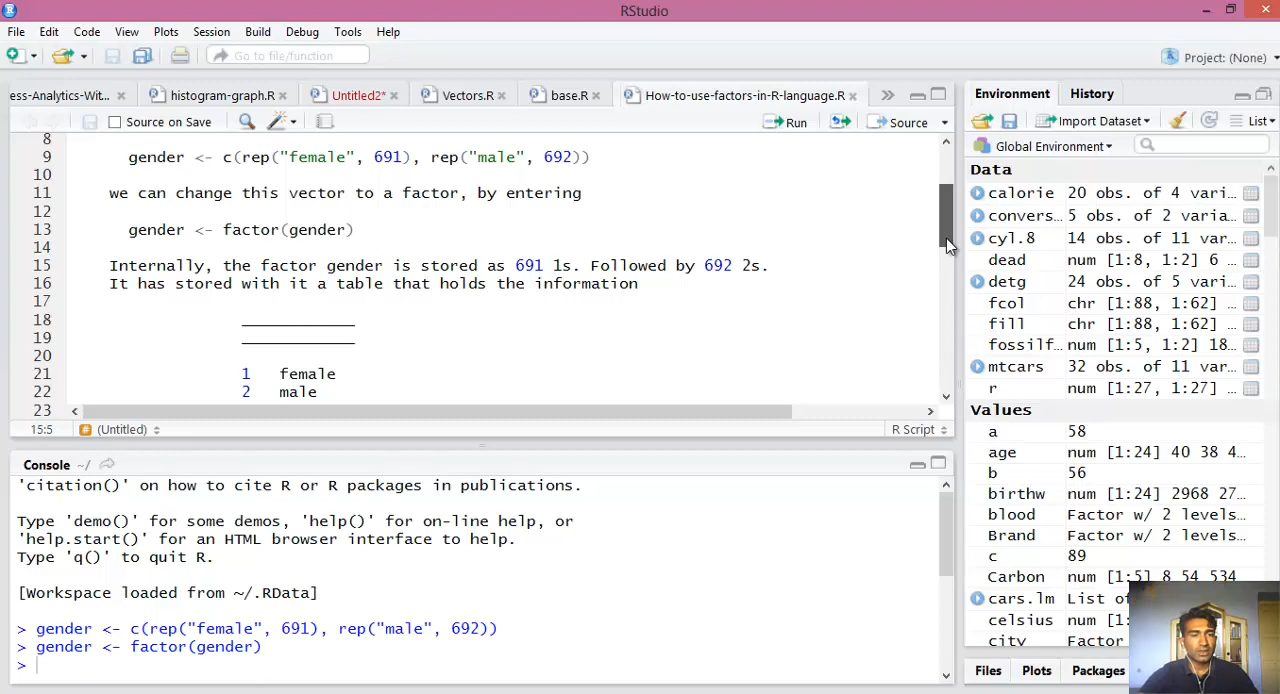 RStudio
File Edit Code View Plots Session Build Debug Tools Help
Go to file/function
Project: (None)
ess-Analytics-Wit... histogram-graph.R Untitled2* Vectors.R base.R How-to-use-factors-in-R-language.R
Source on Save Run Source
8
9 gender <- c(rep("female", 691), rep("male", 692))
10
11 we can change this vector to a factor, by entering
12
13 gender <- factor(gender)
14
15 Internally, the factor gender is stored as 691 1s. Followed by 692 2s.
16 It has stored with it a table that holds the information
17
18 ____________
19 ____________
20
21 1 female
22 2 male
23
15:5 (Untitled) R Script
Console ~/
'citation()' on how to cite R or R packages in publications.
Type 'demo()' for some demos, 'help()' for on-line help, or
'help.start()' for an HTML browser interface to help.
Type 'q()' to quit R.
[Workspace loaded from ~/.RData]
> gender <- c(rep("female", 691), rep("male", 692))
> gender <- factor(gender)
>
Environment History
Import Dataset List
Global Environment
Data
calorie 20 obs. of 4 vari...
convers... 5 obs. of 2 varia...
cyl.8 14 obs. of 11 var...
dead num [1:8, 1:2] 6 ...
detg 24 obs. of 5 vari...
fcol chr [1:88, 1:62] ...
fill chr [1:88, 1:62] ...
fossilf... num [1:5, 1:2] 18...
mtcars 32 obs. of 11 var...
r num [1:27, 1:27] ...
Values
a 58
age num [1:24] 40 38 4...
b 56
birthw num [1:24] 2968 27...
blood Factor w/ 2 levels...
Brand Factor w/ 2 levels...
c 89
Carbon num [1:5] 8 54 534
cars.lm List of
celsius num [1:
city Factor
Files Plots Packages